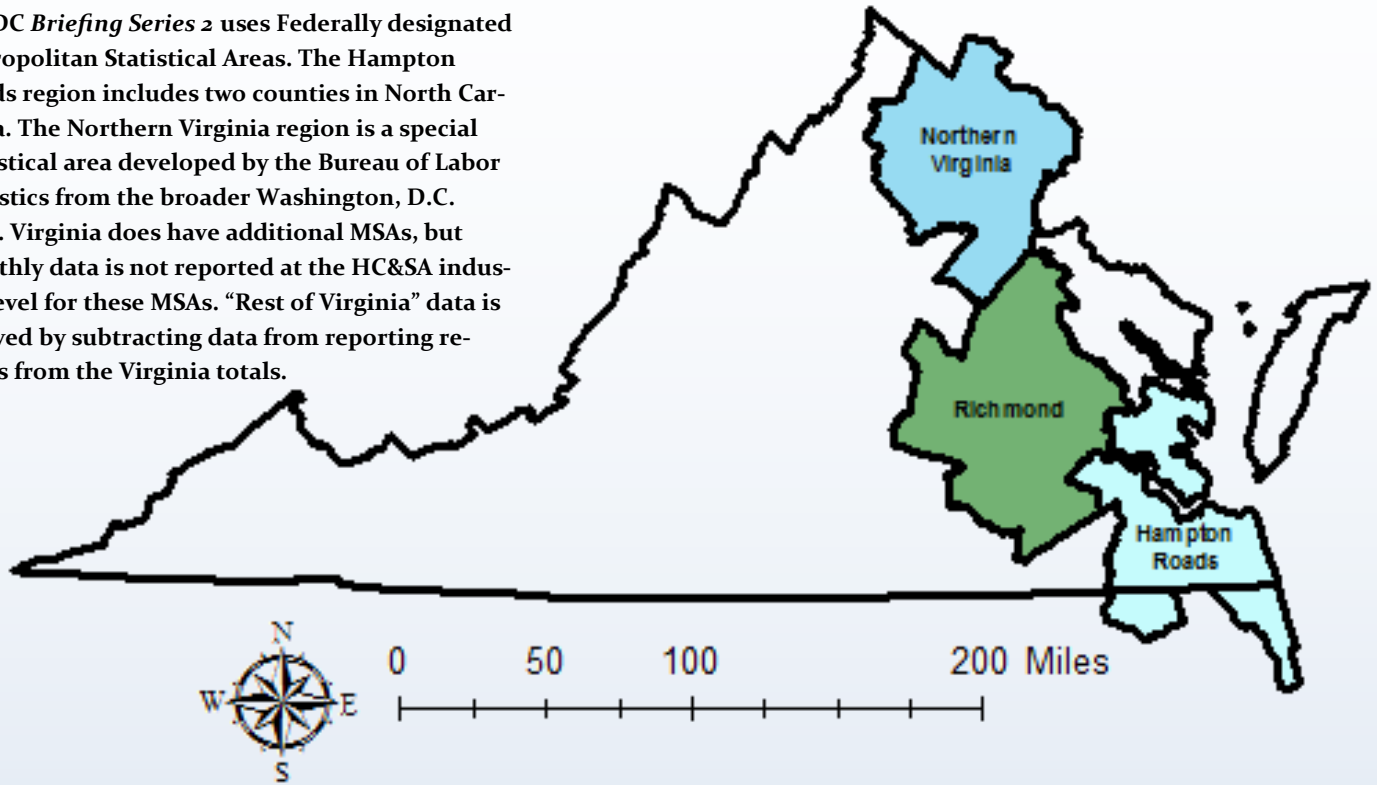 DC Briefing Series 2 uses Federally designated
ropolitan Statistical Areas. The Hampton
ds region includes two counties in North Car-
a. The Northern Virginia region is a special
istical area developed by the Bureau of Labor
istics from the broader Washington, D.C.
. Virginia does have additional MSAs, but
thly data is not reported at the HC&SA indus-
evel for these MSAs. “Rest of Virginia” data is
ved by subtracting data from reporting re-
s from the Virginia totals.
Northern
Virginia
Richmond
Hampton
Roads
N
W E
S
0 50 100 200 Miles